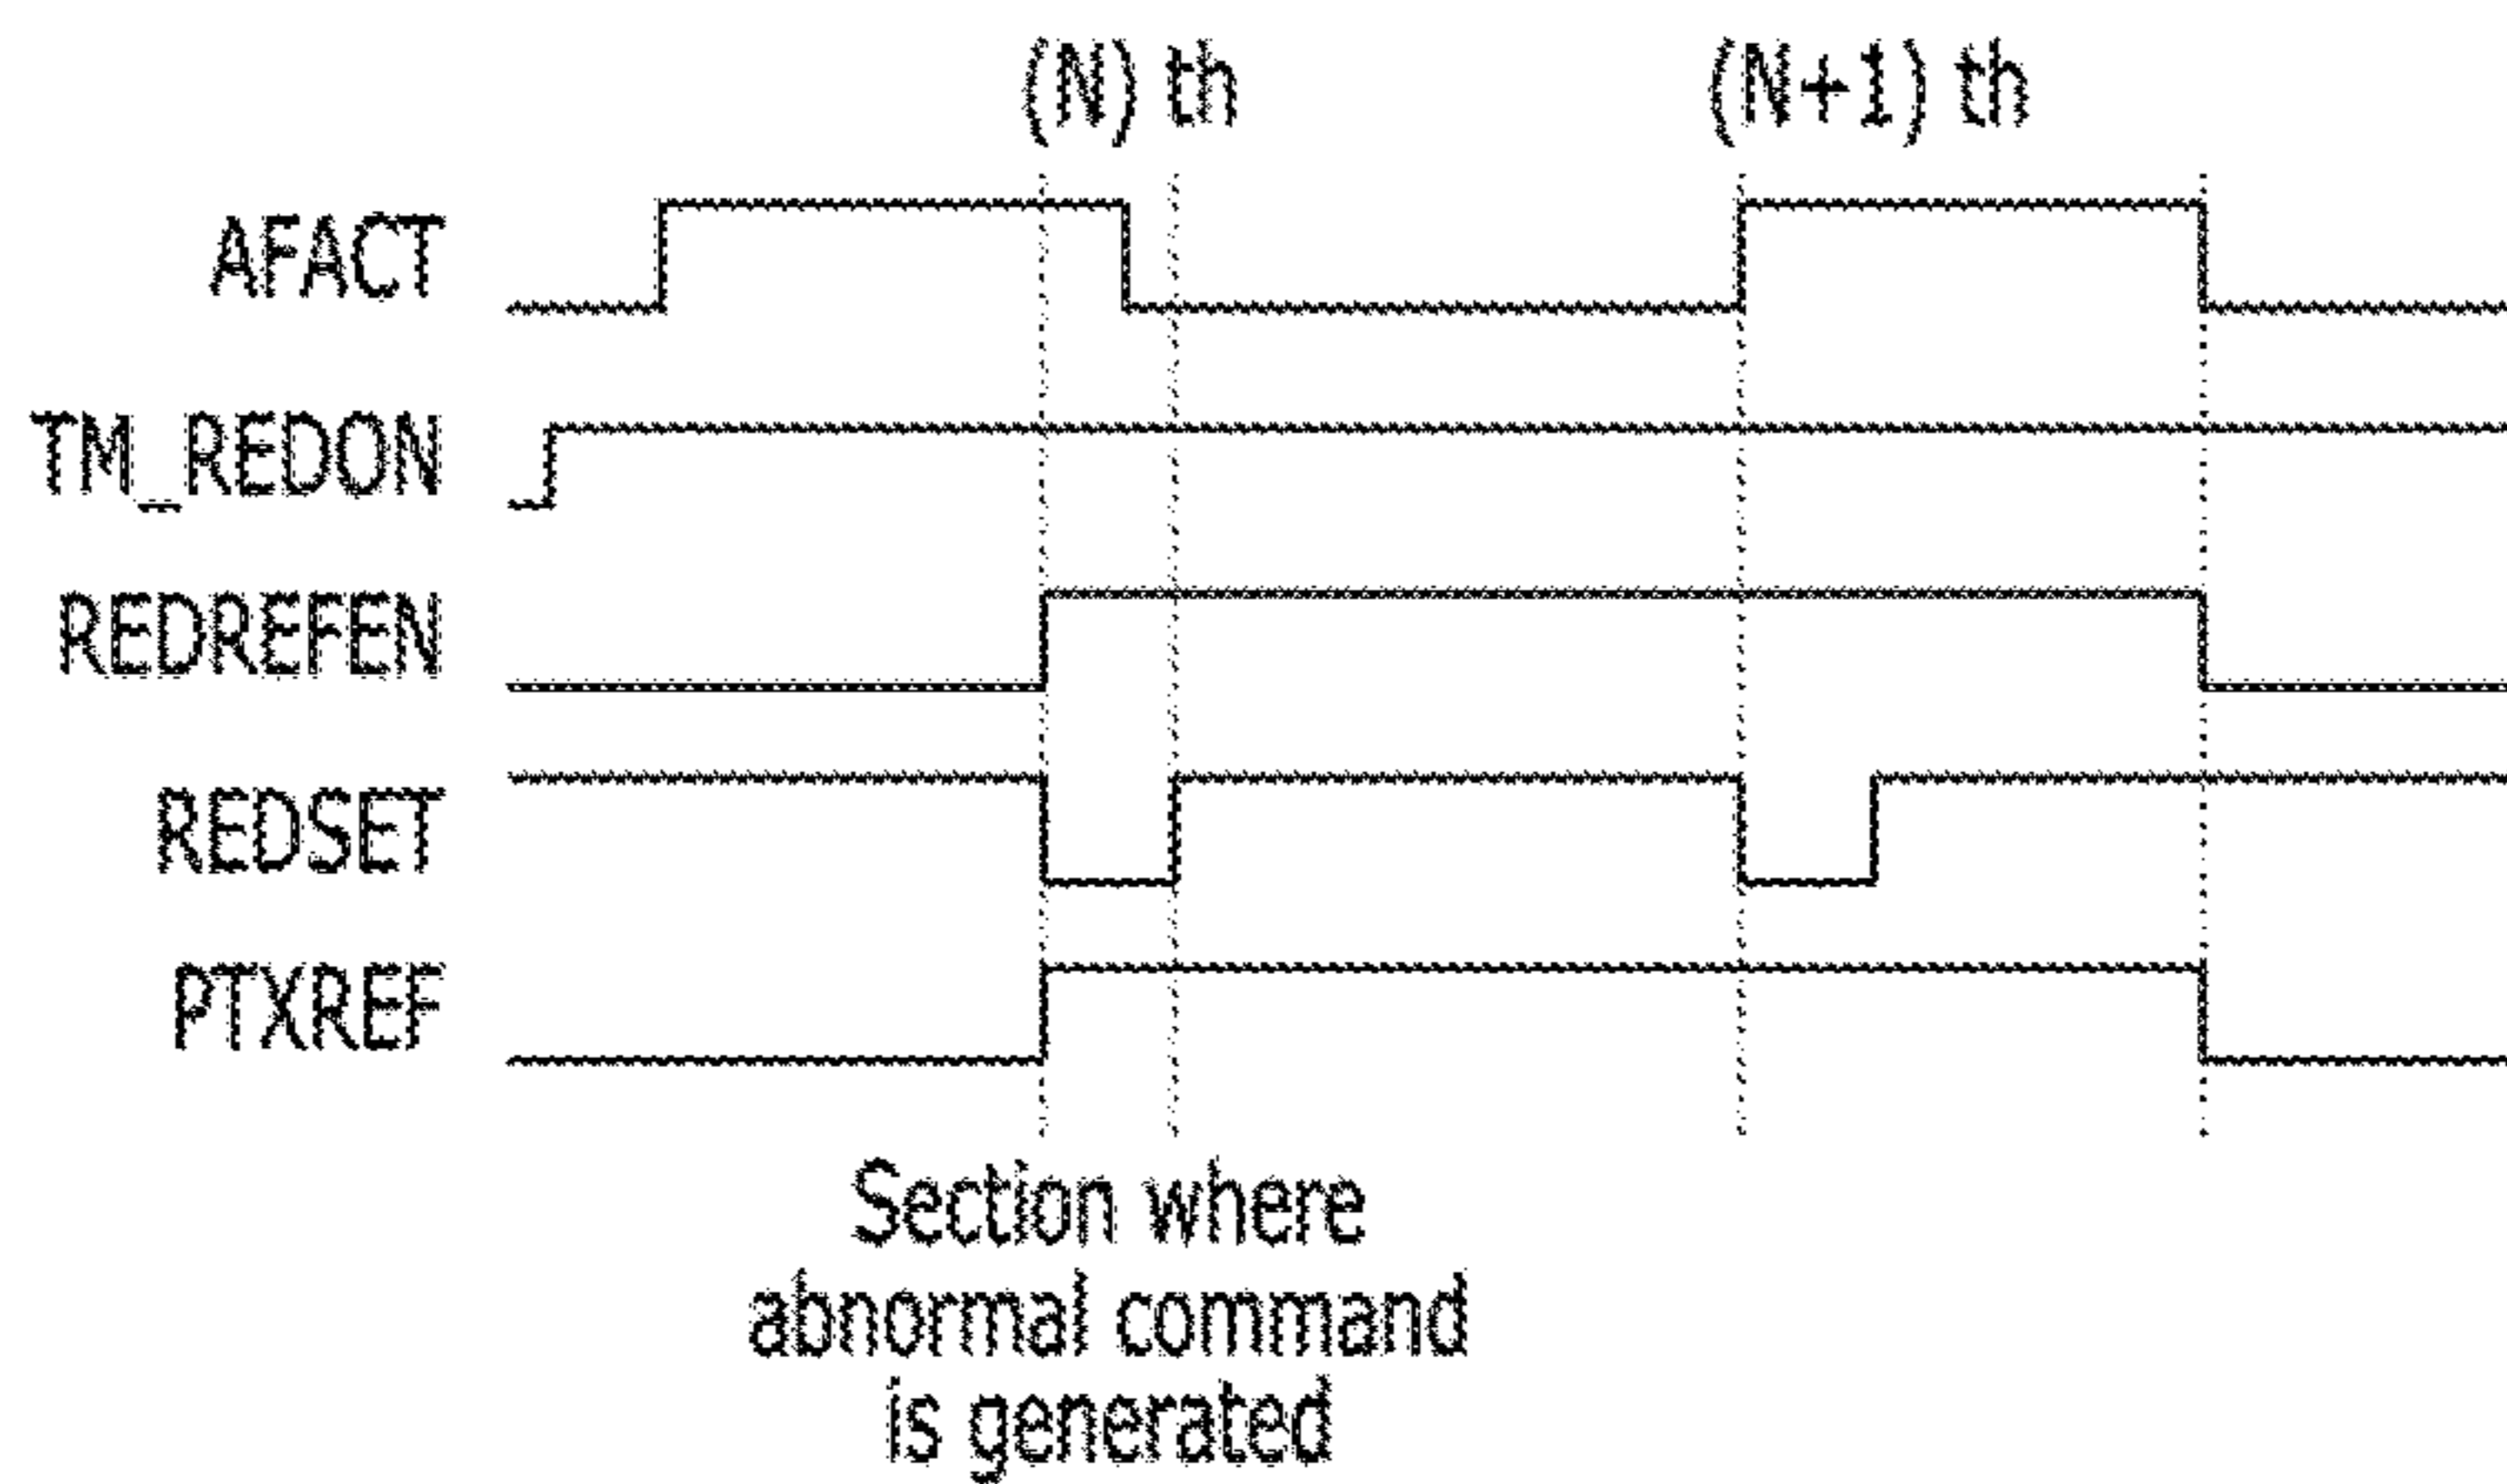 (N) th
(N+1) th
AFACT
TM_REDON
REDREFEN
REDSET
PTXREF
Section where
abnormal command
is generated